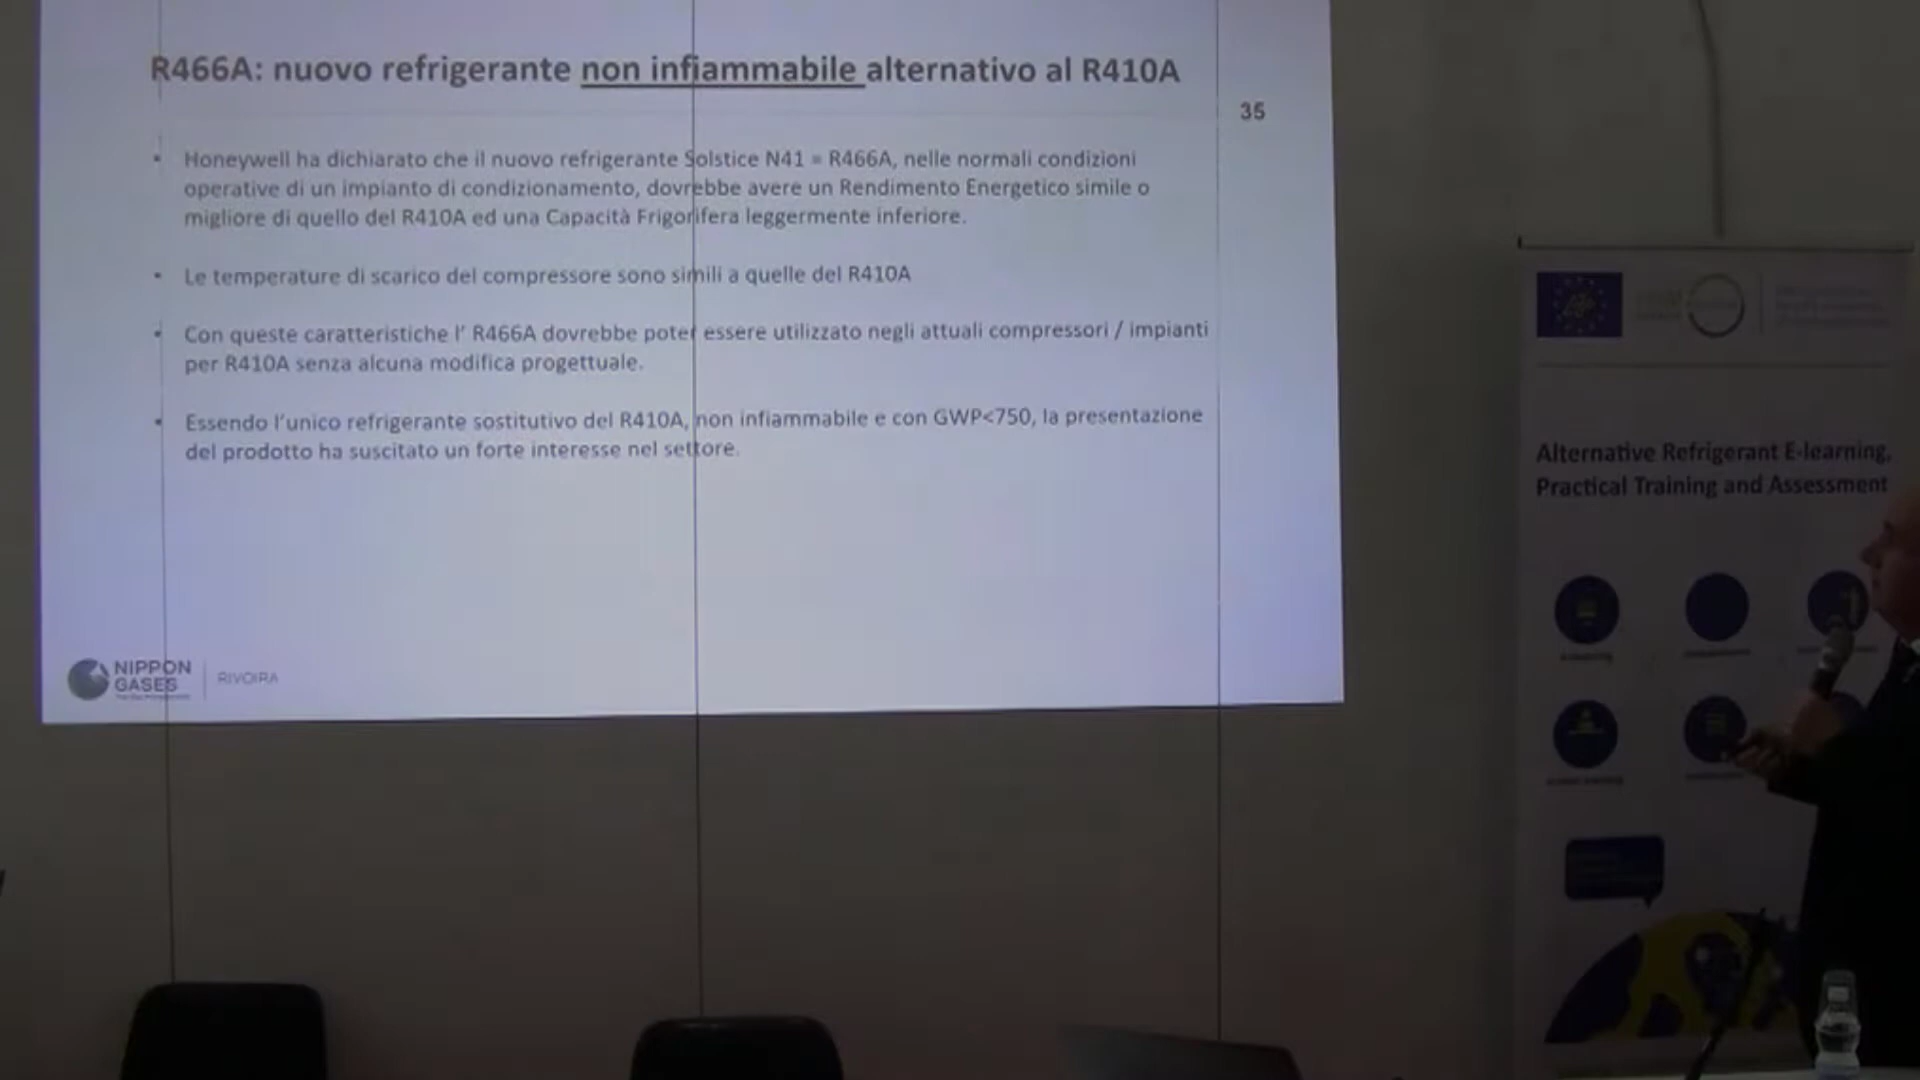 R466A: nuovo refrigerante non infiammabile alternativo al R410A
35
• Honeywell ha dichiarato che il nuovo refrigerante Solstice N41 = R466A, nelle normali condizioni
operative di un impianto di condizionamento, dovrebbe avere un Rendimento Energetico simile o
migliore di quello del R410A ed una Capacità Frigorifera leggermente inferiore.
• Le temperature di scarico del compressore sono simili a quelle del R410A
• Con queste caratteristiche l' R466A dovrebbe poter essere utilizzato negli attuali compressori / impianti
per R410A senza alcuna modifica progettuale.
• Essendo l'unico refrigerante sostitutivo del R410A, non infiammabile e con GWP<750, la presentazione
del prodotto ha suscitato un forte interesse nel settore.
NIPPON
GASES
RIVOIRA
Alternative Refrigerant E-learning,
Practical Training and Assessment